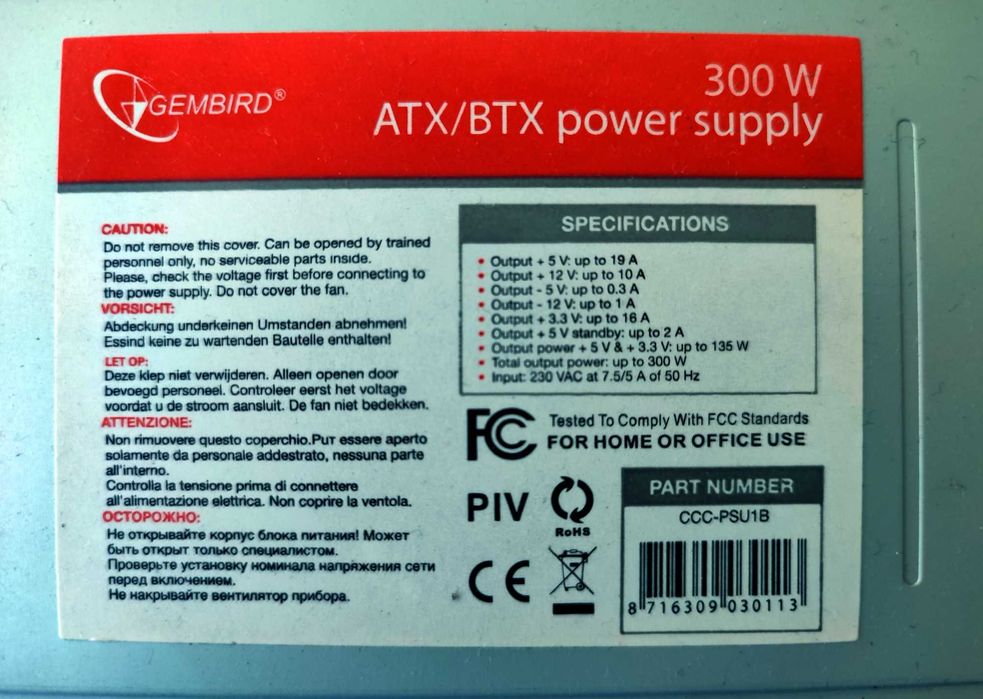 GEMBIRD®
300 W
ATX/BTX power supply
CAUTION:
Do not remove this cover. Can be opened by trained
personnel only, no serviceable parts inside.
Please, check the voltage first before connecting to
the power supply. Do not cover the fan.
VORSICHT:
Abdeckung underkeinen Umstanden abnehmen!
Essind keine zu wartenden Bautelle enthalten!
LET OP:
Deze klep niet verwijderen. Alleen openen door
bevoegd personeel. Controleer eerst het voltage
voordat u de stroom aansluit. De fan niet bedekken.
ATTENZIONE:
Non rimuovere questo coperchio.Puт essere aperto
solamente da personale addestrato, nessuna parte
all'interno.
Controlla la tensione prima di connettere
all'alimentazione elettrica. Non coprire la ventola.
ОСТОРОЖНО:
Не открывайте корпус блока питания! Может
быть открыт только специалистом.
Проверьте установку номинала напряжения сети
перед включением.
Не накрывайте вентилятор прибора.
SPECIFICATIONS
• Output + 5 V: up to 19 A
• Output + 12 V: up to 10 A
• Output - 5 V: up to 0.3 A
• Output - 12 V: up to 1 A
• Output + 3.3 V: up to 16 A
• Output + 5 V standby: up to 2 A
• Output power + 5 V & + 3.3 V: up to 135 W
• Total output power: up to 300 W
• Input: 230 VAC at 7.5/5 A of 50 Hz
FC Tested To Comply With FCC Standards
FOR HOME OR OFFICE USE
PIV
RoHS
CE
PART NUMBER
CCC-PSU1B
8 716309 030113